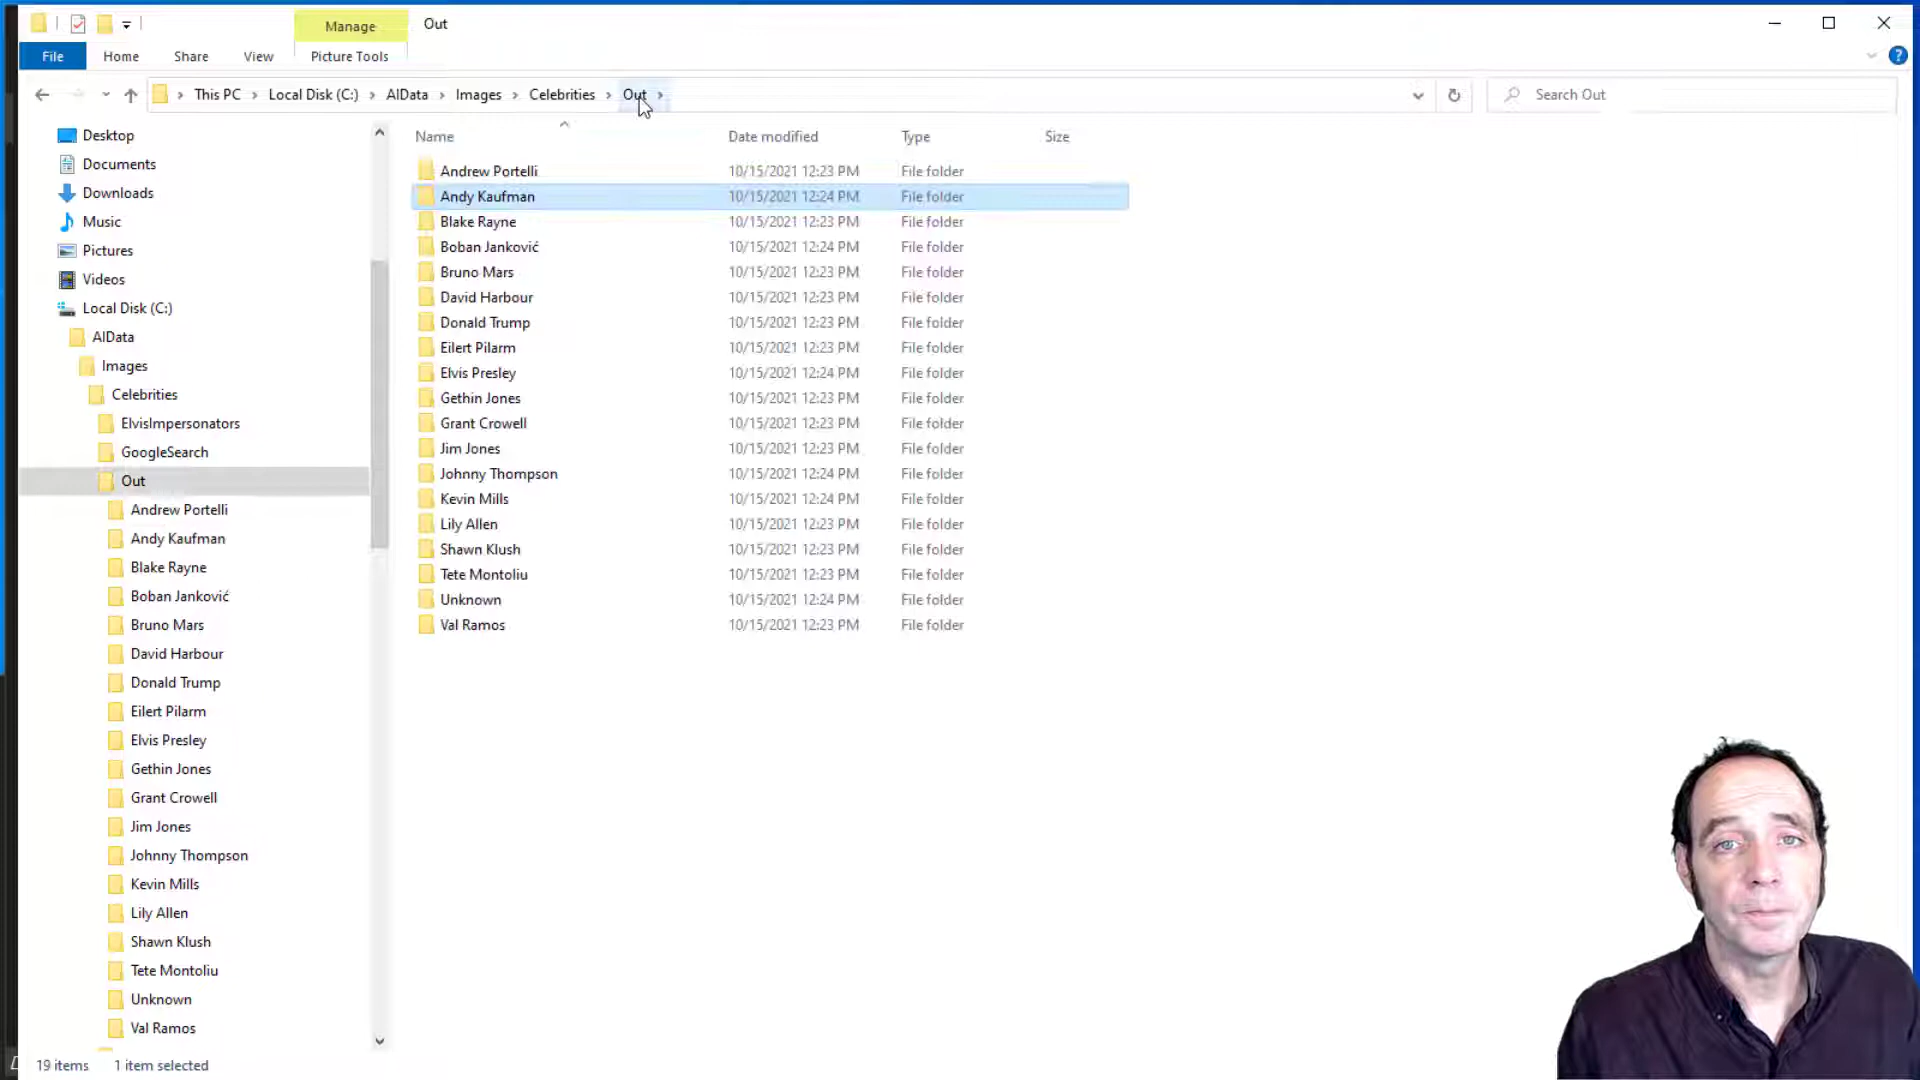 Manage
Out
File
Home
Share
View
Picture Tools
This PC
Local Disk (C:)
AIData
Images
Celebrities
Out
Search Out
Desktop
Documents
Downloads
Music
Pictures
Videos
Local Disk (C:)
AIData
Images
Celebrities
ElvisImpersonators
GoogleSearch
Out
Andrew Portelli
Andy Kaufman
Blake Rayne
Boban Janković
Bruno Mars
David Harbour
Donald Trump
Eilert Pilarm
Elvis Presley
Gethin Jones
Grant Crowell
Jim Jones
Johnny Thompson
Kevin Mills
Lily Allen
Shawn Klush
Tete Montoliu
Unknown
Val Ramos
Name Date modified Type Size
Andrew Portelli 10/15/2021 12:23 PM File folder
Andy Kaufman 10/15/2021 12:24 PM File folder
Blake Rayne 10/15/2021 12:23 PM File folder
Boban Janković 10/15/2021 12:24 PM File folder
Bruno Mars 10/15/2021 12:23 PM File folder
David Harbour 10/15/2021 12:23 PM File folder
Donald Trump 10/15/2021 12:23 PM File folder
Eilert Pilarm 10/15/2021 12:23 PM File folder
Elvis Presley 10/15/2021 12:24 PM File folder
Gethin Jones 10/15/2021 12:23 PM File folder
Grant Crowell 10/15/2021 12:23 PM File folder
Jim Jones 10/15/2021 12:23 PM File folder
Johnny Thompson 10/15/2021 12:24 PM File folder
Kevin Mills 10/15/2021 12:24 PM File folder
Lily Allen 10/15/2021 12:23 PM File folder
Shawn Klush 10/15/2021 12:23 PM File folder
Tete Montoliu 10/15/2021 12:23 PM File folder
Unknown 10/15/2021 12:24 PM File folder
Val Ramos 10/15/2021 12:23 PM File folder
19 items 1 item selected